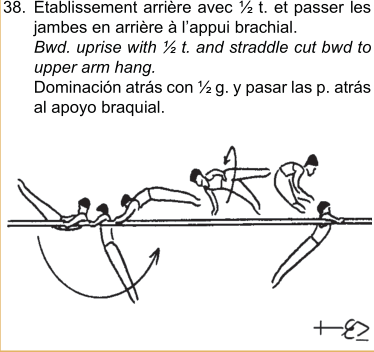 38. Établissement arrière avec ½ t. et passer les
jambes en arrière à l'appui brachial.
Bwd. uprise with ½ t. and straddle cut bwd to
upper arm hang.
Dominación atrás con ½ g. y pasar las p. atrás
al apoyo braquial.